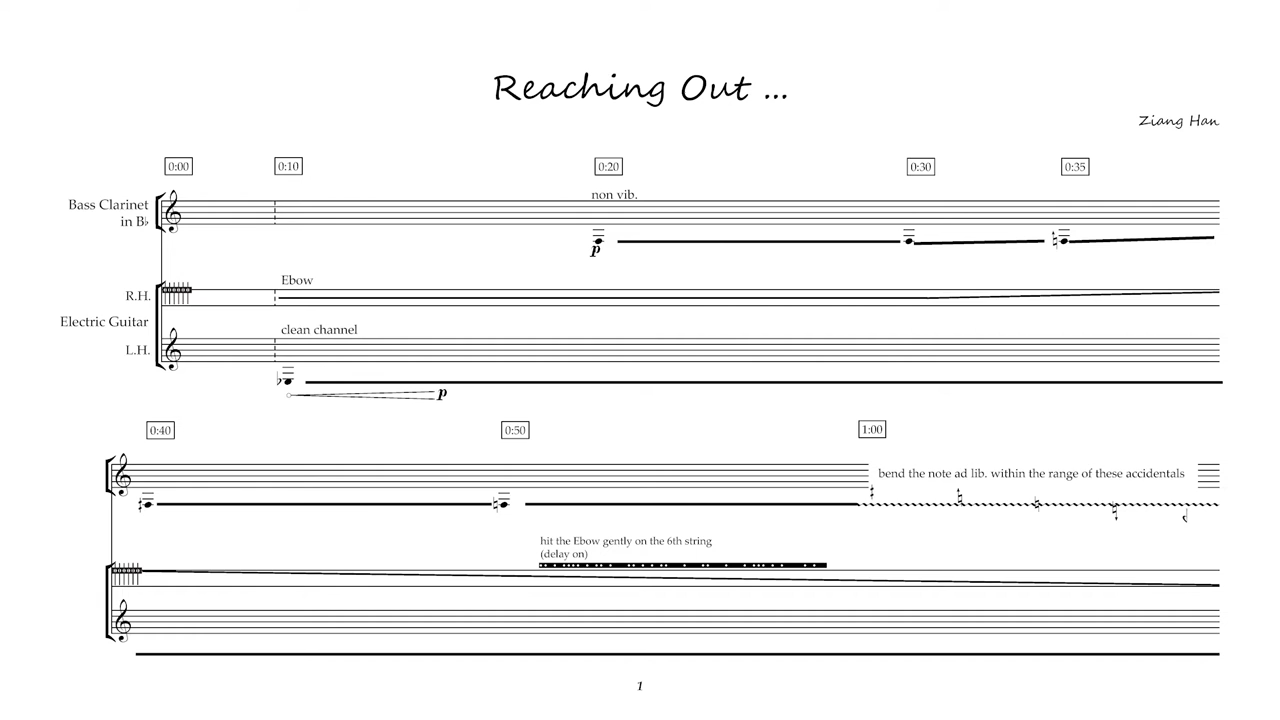 Reaching Out ...
Ziang Han
0:00
0:10
0:20
0:30
0:35
Bass Clarinet
in B♭
non vib.
p
Ebow
R.H.
Electric Guitar
clean channel
L.H.
p
0:40
0:50
1:00
bend the note ad lib. within the range of these accidentals
hit the Ebow gently on the 6th string
(delay on)
1